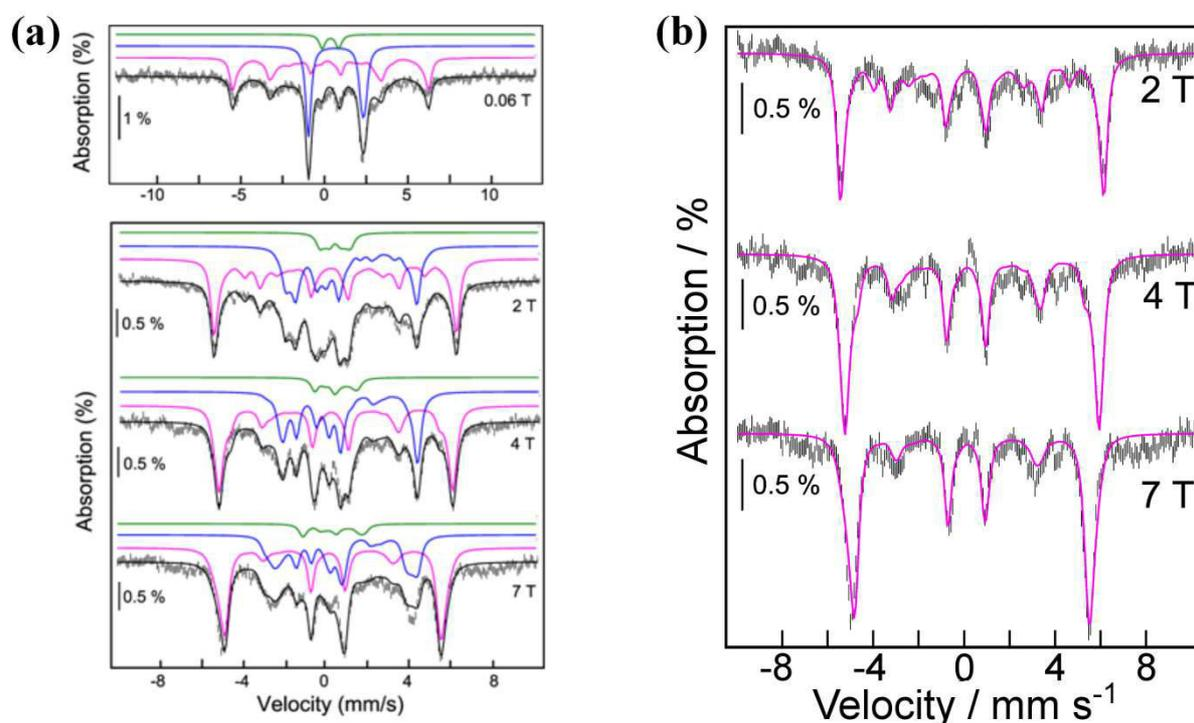 (a)
Absorption (%)
1 %
0.06 T
-10 -5 0 5 10
Absorption (%)
0.5 %
2 T
0.5 %
4 T
0.5 %
7 T
-8 -4 0 4 8
Velocity (mm/s)
(b)
Absorption / %
0.5 %
2 T
0.5 %
4 T
0.5 %
7 T
-8 -4 0 4 8
Velocity / mm s⁻¹